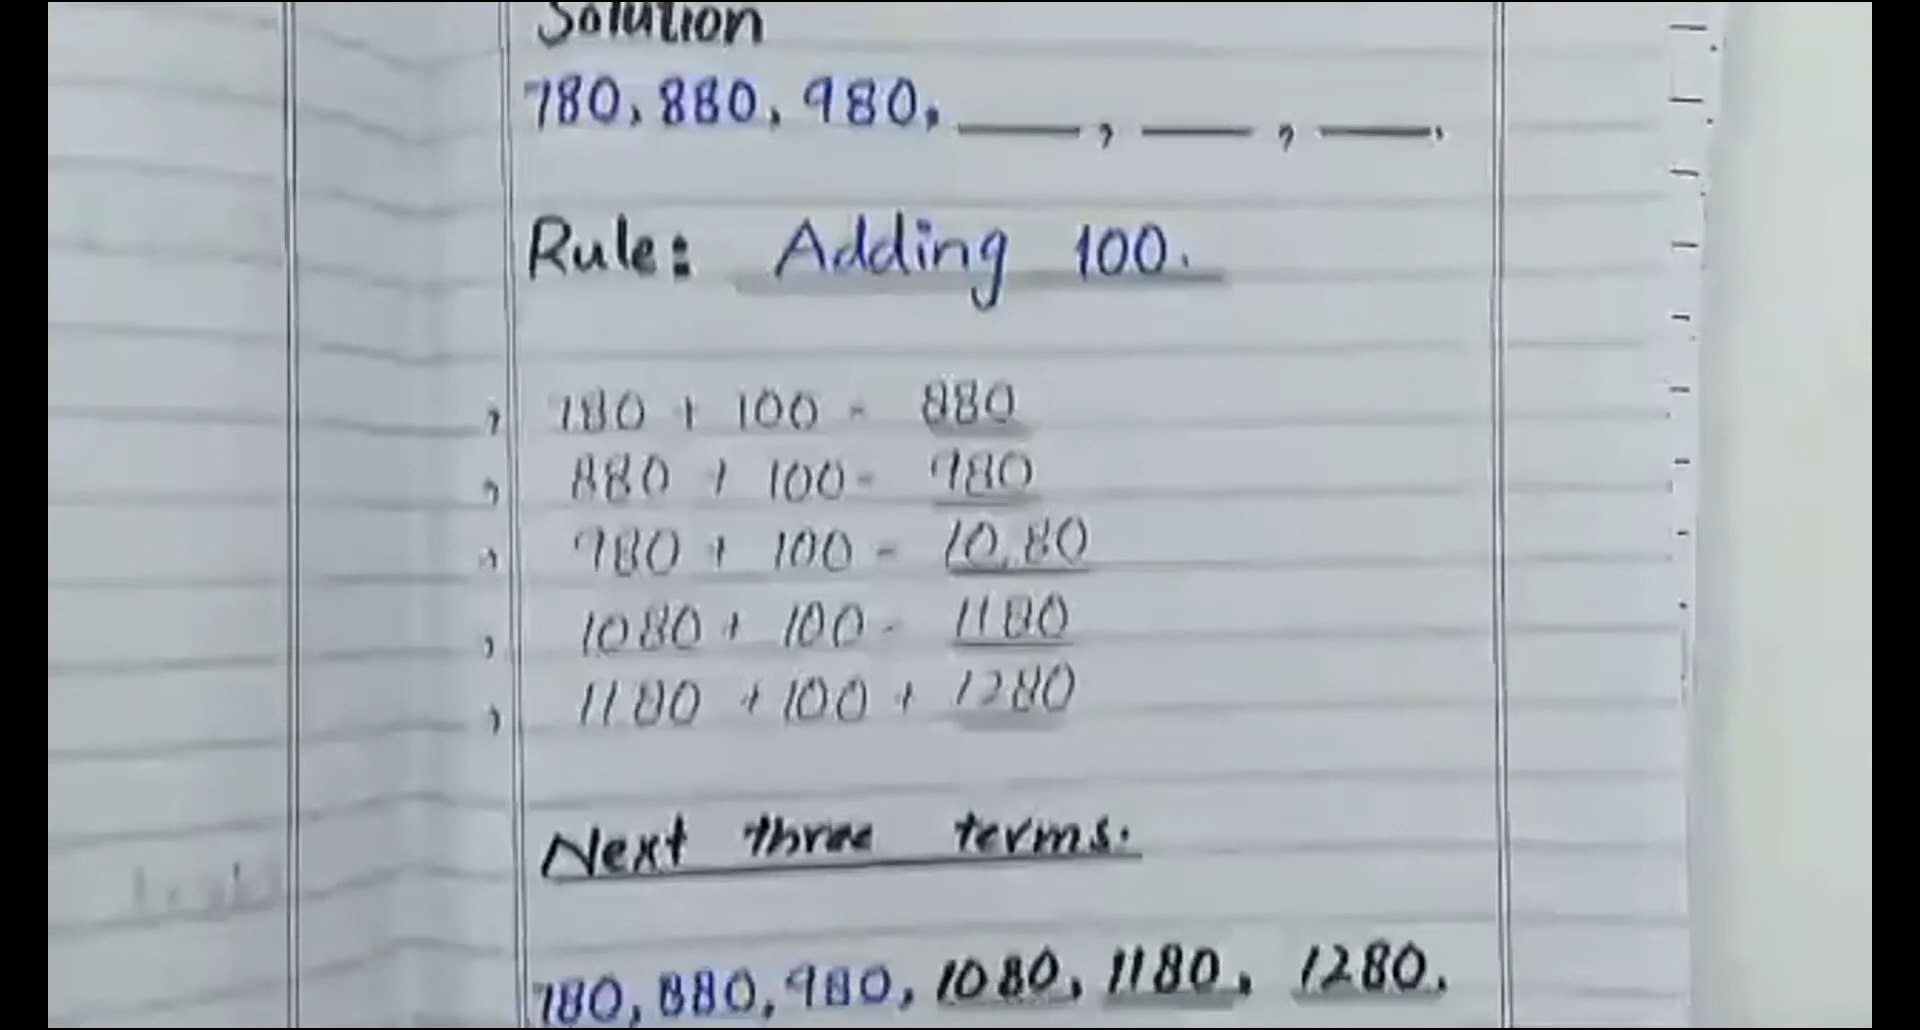 Solution
780, 880, 980, ___, ___, ___.
Rule: Adding 100.
, 780 + 100 - 880
, 880 + 100 - 980
, 980 + 100 - 10,80
, 1080 + 100 - 1180
, 1180 + 100 + 1280
Next three terms.
780, 880, 980, 1080, 1180, 1280.